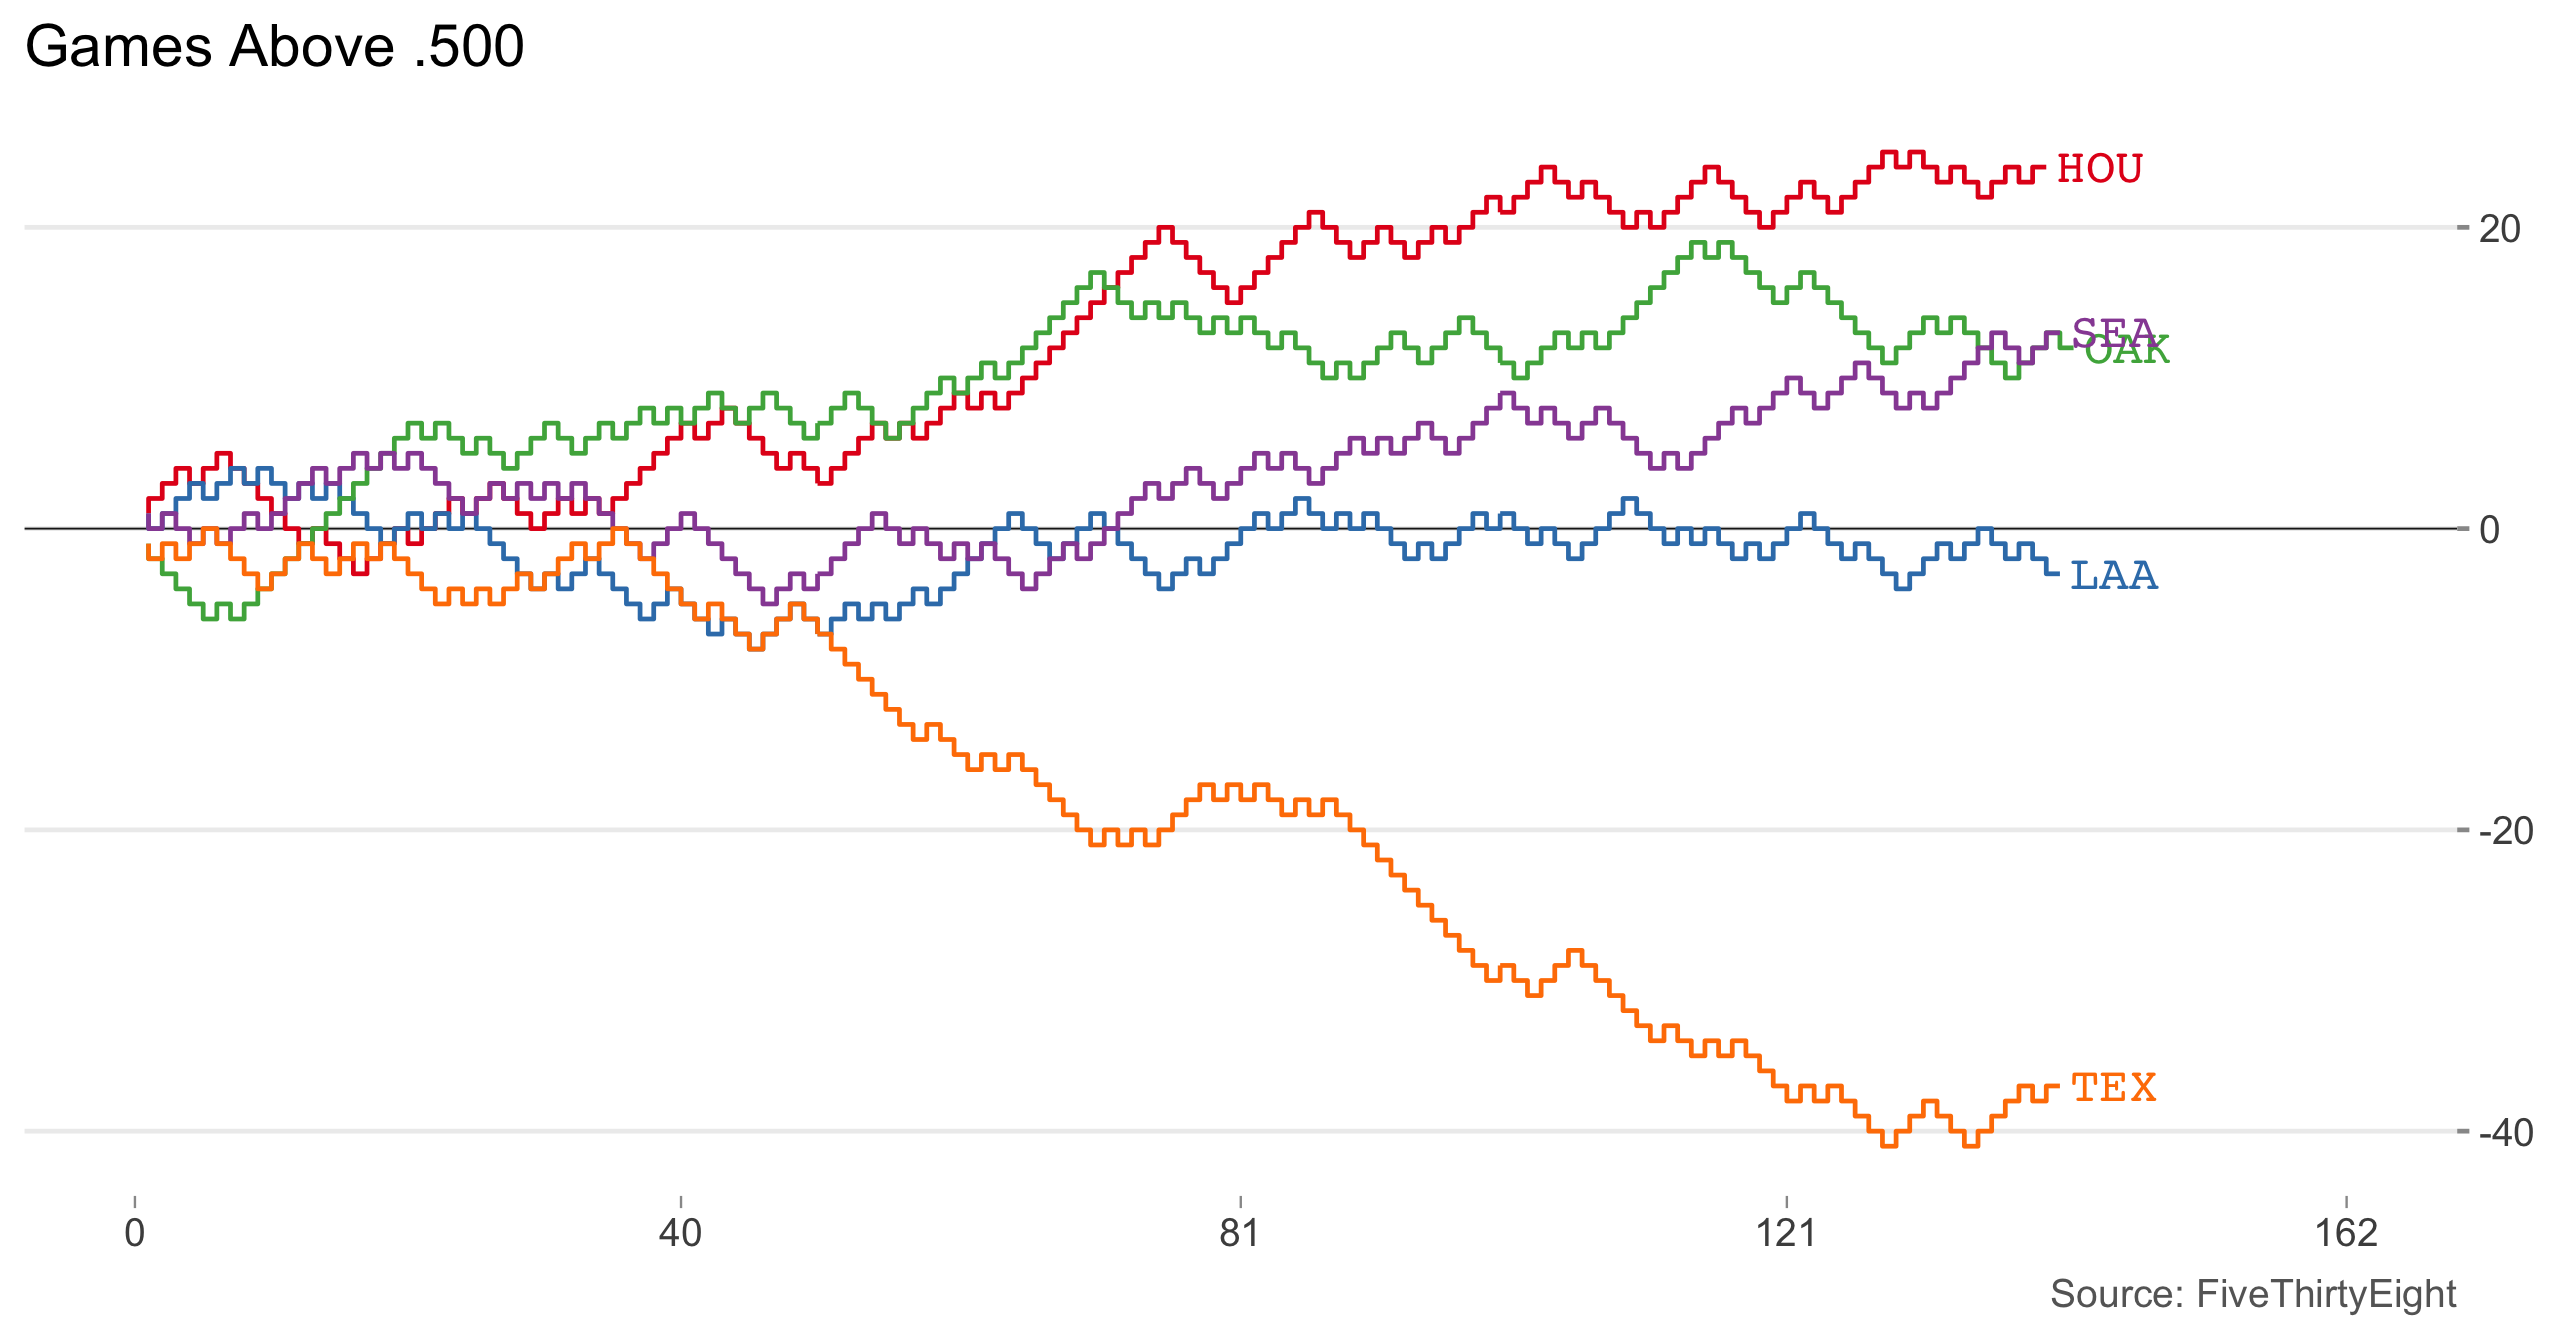 Games Above .500
HOU
20
SEA
OAK
0
LAA
-20
TEX
-40
0 40 81 121 162
Source: FiveThirtyEight